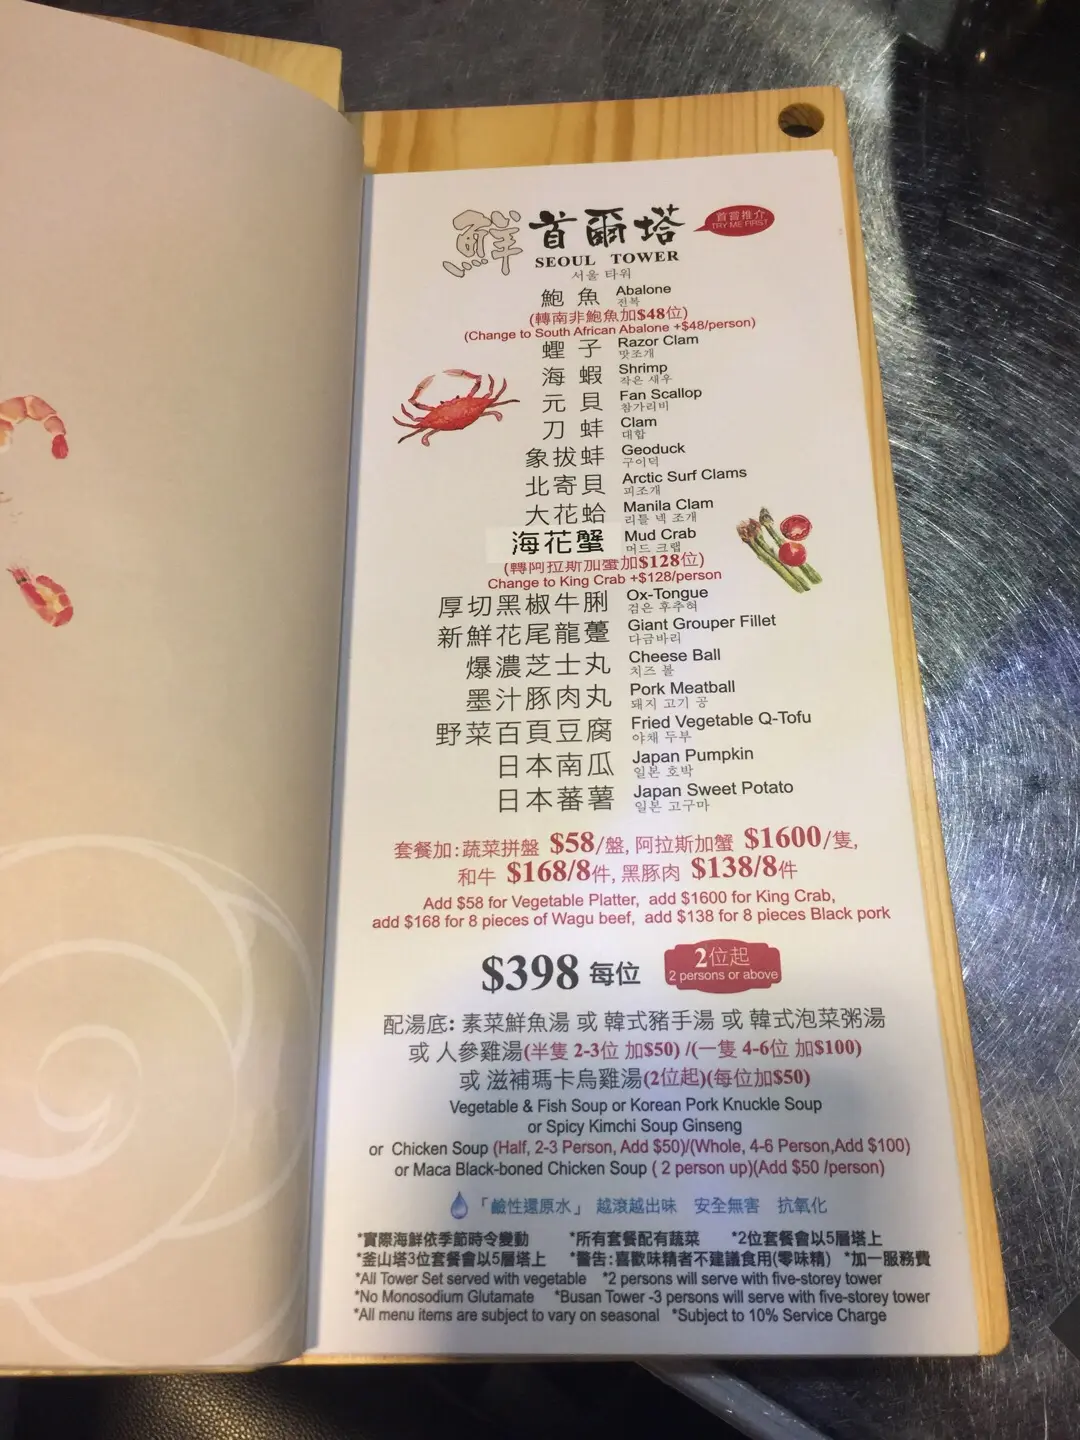 鮮 首爾塔 首嘗推介
TRY ME FIRST
SEOUL TOWER
서울 타워
鮑魚 Abalone
전복
(轉南非鮑魚加$48位)
(Change to South African Abalone +$48/person)
蟶子 Razor Clam
맛조개
海蝦 Shrimp
작은 새우
元貝 Fan Scallop
참가리비
刀蚌 Clam
대합
象拔蚌 Geoduck
구이덕
北寄貝 Arctic Surf Clams
피조개
大花蛤 Manila Clam
리틀 넥 조개
海花蟹 Mud Crab
머드 크랩
(轉阿拉斯加蟹加$128位)
Change to King Crab +$128/person
厚切黑椒牛脷 Ox-Tongue
검은 후추혀
新鮮花尾龍躉 Giant Grouper Fillet
다금바리
爆濃芝士丸 Cheese Ball
치즈 볼
墨汁豚肉丸 Pork Meatball
돼지 고기 공
野菜百頁豆腐 Fried Vegetable Q-Tofu
야채 두부
日本南瓜 Japan Pumpkin
일본 호박
日本蕃薯 Japan Sweet Potato
일본 고구마
套餐加:蔬菜拼盤 $58/盤, 阿拉斯加蟹 $1600/隻,
和牛 $168/8件, 黑豚肉 $138/8件
Add $58 for Vegetable Platter, add $1600 for King Crab,
add $168 for 8 pieces of Wagu beef, add $138 for 8 pieces Black pork
$398 每位 2位起
2 persons or above
配湯底: 素菜鮮魚湯 或 韓式豬手湯 或 韓式泡菜粥湯
或 人參雞湯(半隻 2-3位 加$50) /(一隻 4-6位 加$100)
或 滋補瑪卡烏雞湯(2位起)(每位加$50)
Vegetable & Fish Soup or Korean Pork Knuckle Soup
or Spicy Kimchi Soup Ginseng
or Chicken Soup (Half, 2-3 Person, Add $50)/(Whole, 4-6 Person,Add $100)
or Maca Black-boned Chicken Soup ( 2 person up)(Add $50 /person)
「鹼性還原水」 越滾越出味 安全無害 抗氧化
*實際海鮮依季節時令變動 *所有套餐配有蔬菜 *2位套餐會以5層塔上
*釜山塔3位套餐會以5層塔上 *警告:喜歡味精者不建議食用(零味精) *加一服務費
*All Tower Set served with vegetable *2 persons will serve with five-storey tower
*No Monosodium Glutamate *Busan Tower -3 persons will serve with five-storey tower
*All menu items are subject to vary on seasonal *Subject to 10% Service Charge